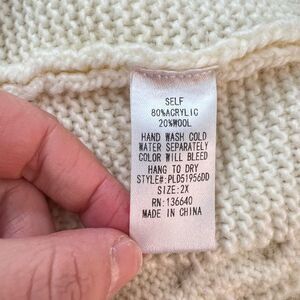 SELF
80%ACRYLIC
20%WOOL
HAND WASH COLD
WATER SEPARATELY
COLOR WILL BLEED
HANG TO DRY
STYLE#:PLD51956DD
SIZE:2X
RN:136640
MADE IN CHINA